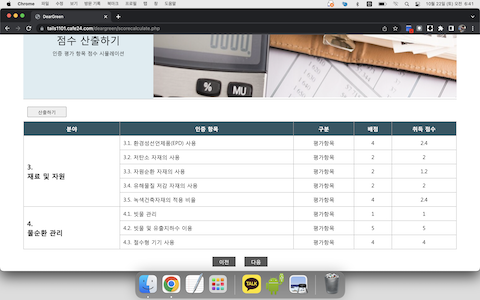 Chrome 파일 수정 보기 방문 기록 북마크 프로필 탭 창 도움말
10월 22일 (토) 오전 4:41
DearGreen
tails1101.cafe24.com/deargreen/scorecalculate.php
점수 산출하기
인증 평가 항목 점수 시뮬레이션
% MU
산출하기
분야 인증 항목 구분 배점 취득 점수
3.
재료 및 자원
3.1. 환경성선언제품(EPD) 사용 평가항목 4 2.4
3.2. 저탄소 자재의 사용 평가항목 2 2
3.3. 자원순환 자재의 사용 평가항목 2 1.2
3.4. 유해물질 저감 자재의 사용 평가항목 2 2
3.5. 녹색건축자재의 적용 비율 평가항목 4 2.4
4.
물순환 관리
4.1. 빗물 관리 평가항목 1 1
4.2. 빗물 및 유출지하수 이용 평가항목 5 5
4.3. 절수형 기기 사용 평가항목 4 4
이전 다음
TALK